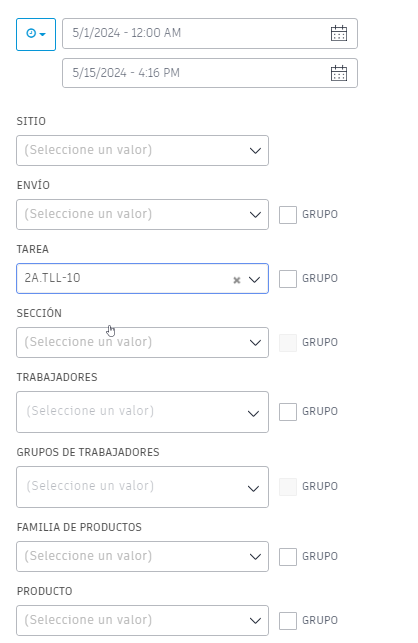 5/1/2024 - 12:00 AM
5/15/2024 - 4:16 PM
SITIO
(Seleccione un valor)
ENVÍO
(Seleccione un valor) GRUPO
TAREA
2A.TLL-10 GRUPO
SECCIÓN
(Seleccione un valor) GRUPO
TRABAJADORES
(Seleccione un valor) GRUPO
GRUPOS DE TRABAJADORES
(Seleccione un valor) GRUPO
FAMILIA DE PRODUCTOS
(Seleccione un valor) GRUPO
PRODUCTO
(Seleccione un valor) GRUPO